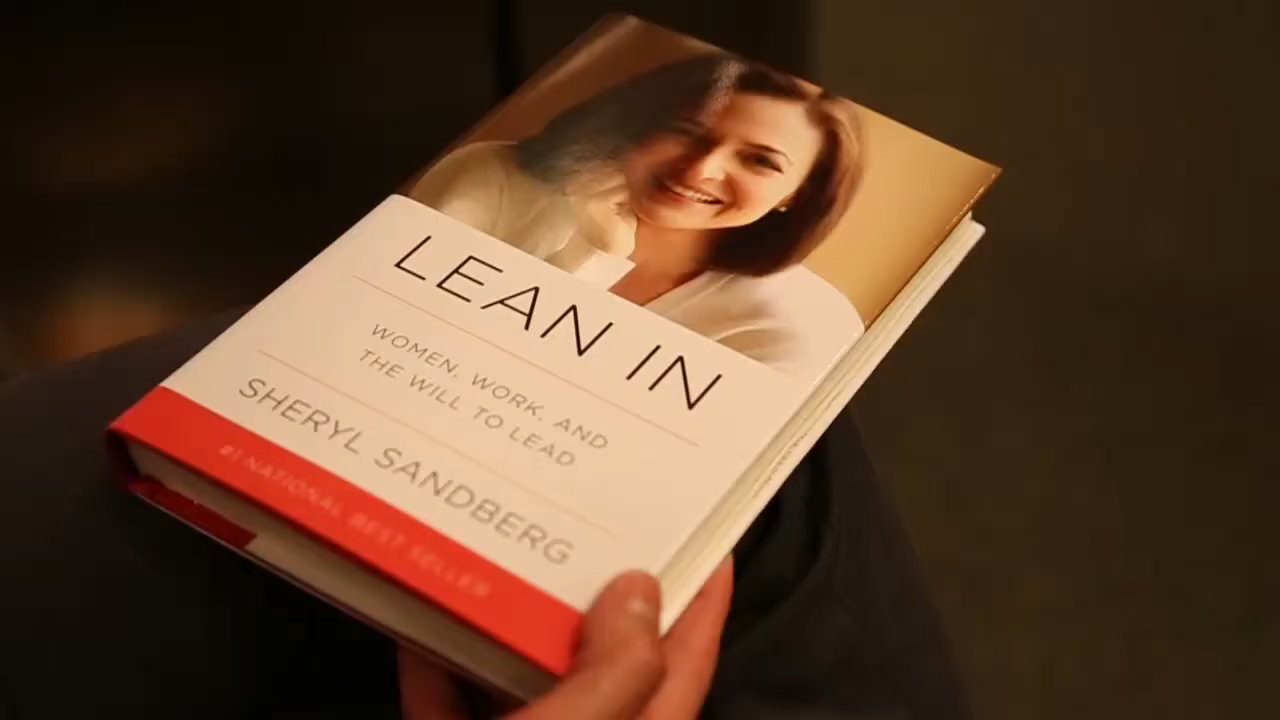 LEAN IN
WOMEN, WORK, AND
THE WILL TO LEAD
SHERYL SANDBERG
#1 NATIONAL BEST SELLER